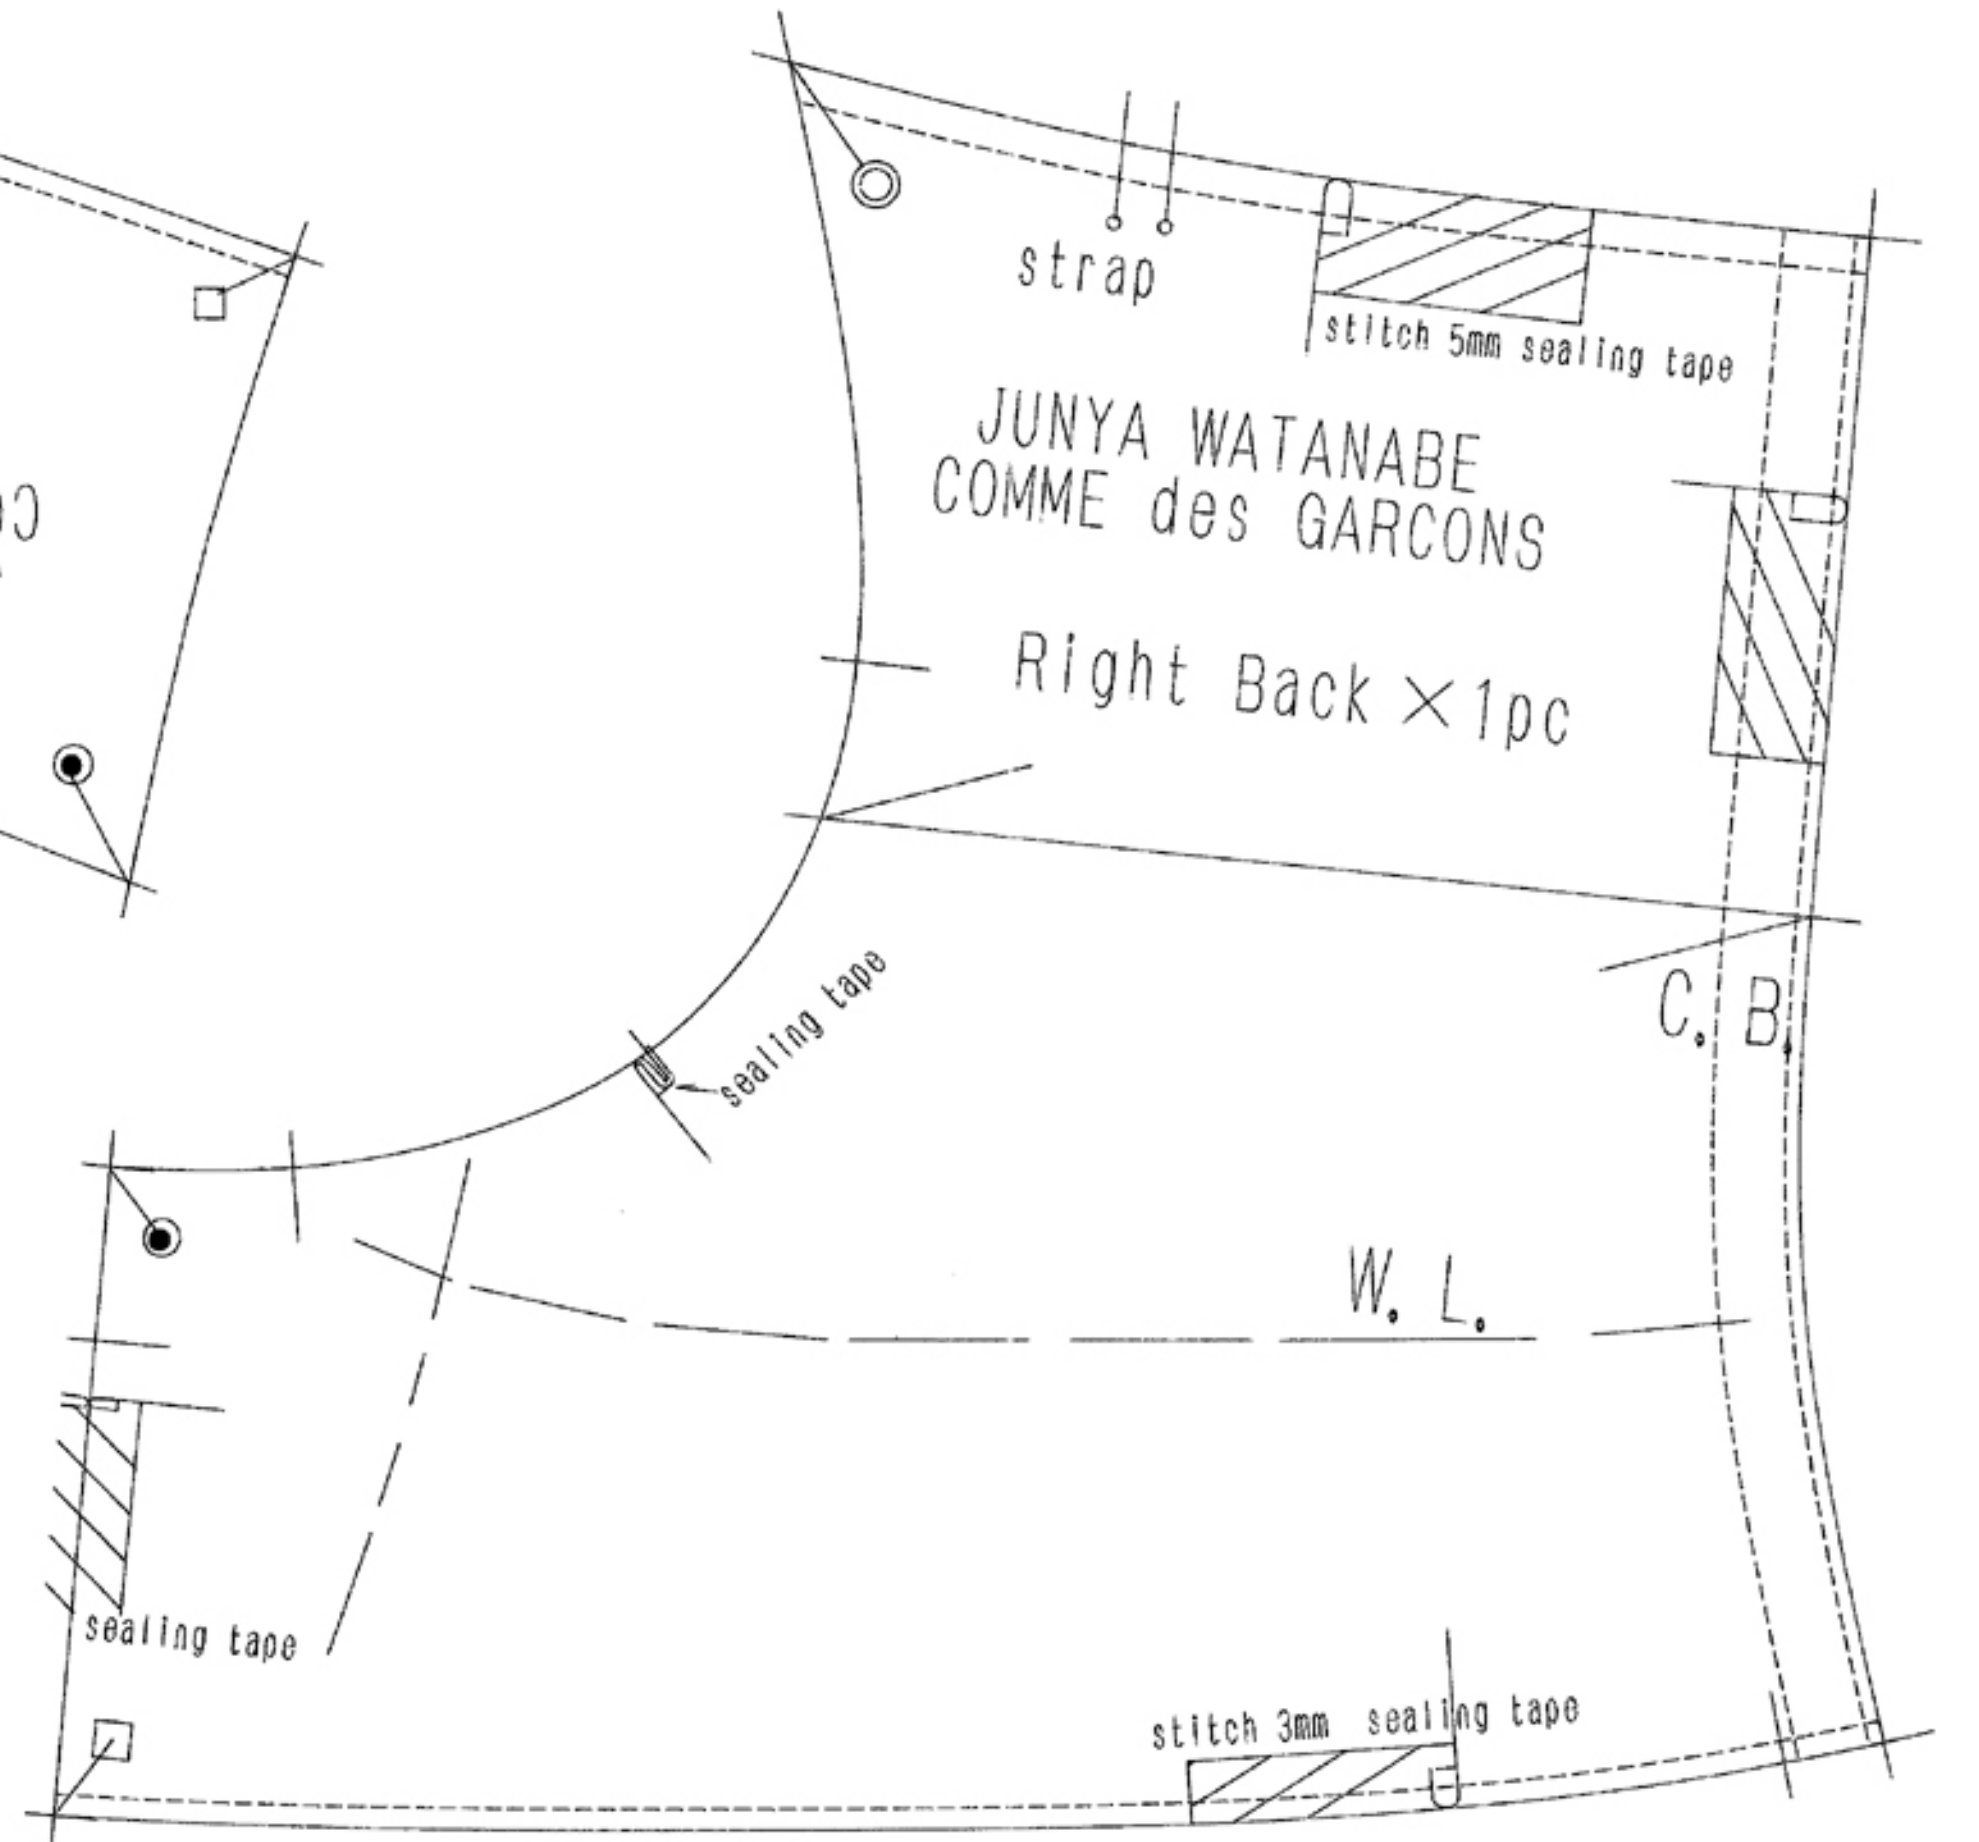 strap
stitch 5mm sealing tape
JUNYA WATANABE
COMME des GARCONS
Right Back ×1pc
C. B.
sealing tape
W. L.
sealing tape
stitch 3mm sealing tape